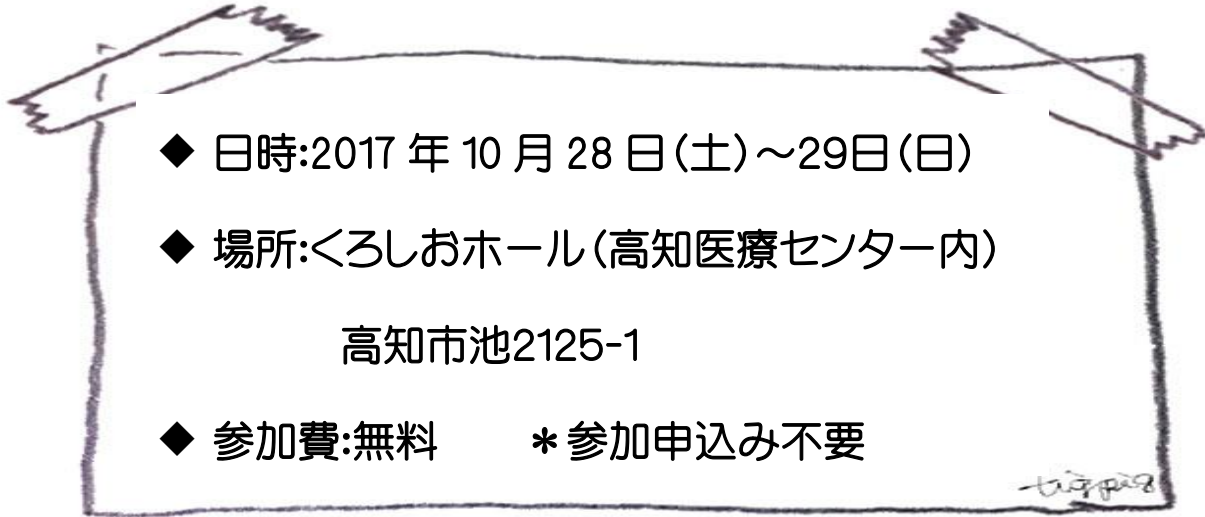 ◆ 日時:2017 年 10 月 28 日(土)～29日(日)
◆ 場所:くろしおホール(高知医療センター内)
高知市池2125-1
◆ 参加費:無料 ＊参加申込み不要